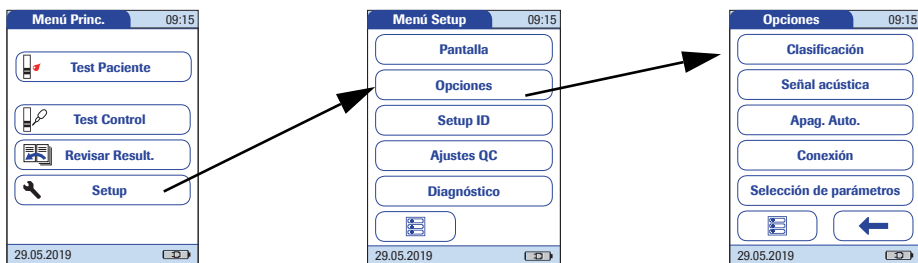 Menú Princ. 09:15
Test Paciente
Test Control
Revisar Result.
Setup
29.05.2019
Menú Setup 09:15
Pantalla
Opciones
Setup ID
Ajustes QC
Diagnóstico
29.05.2019
Opciones 09:15
Clasificación
Señal acústica
Apag. Auto.
Conexión
Selección de parámetros
29.05.2019